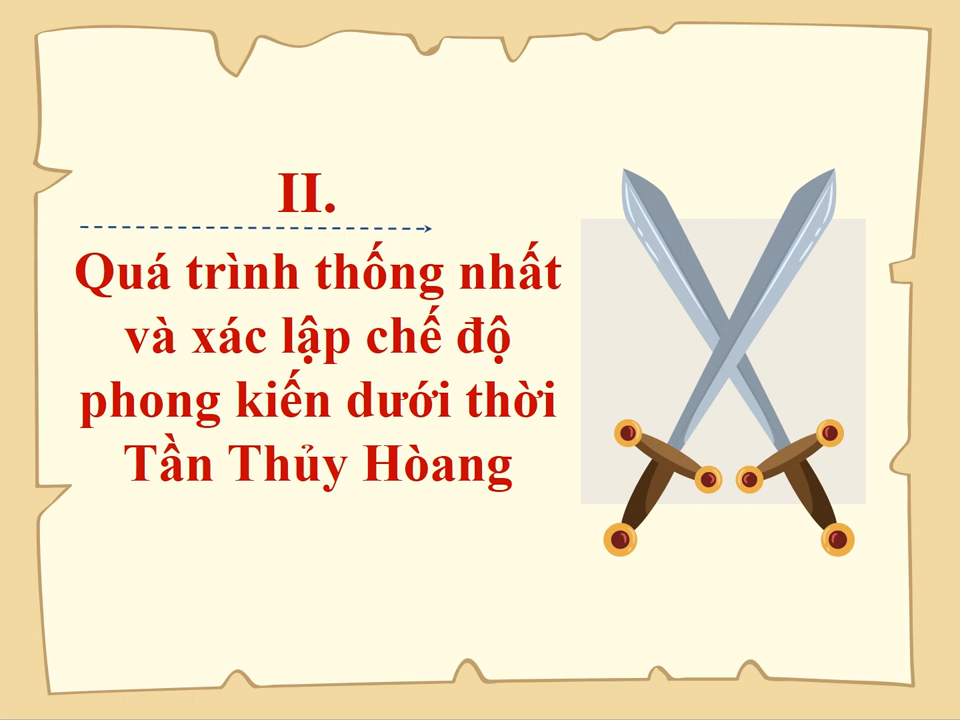 II.
Quá trình thống nhất
và xác lập chế độ
phong kiến dưới thời
Tần Thủy Hòang